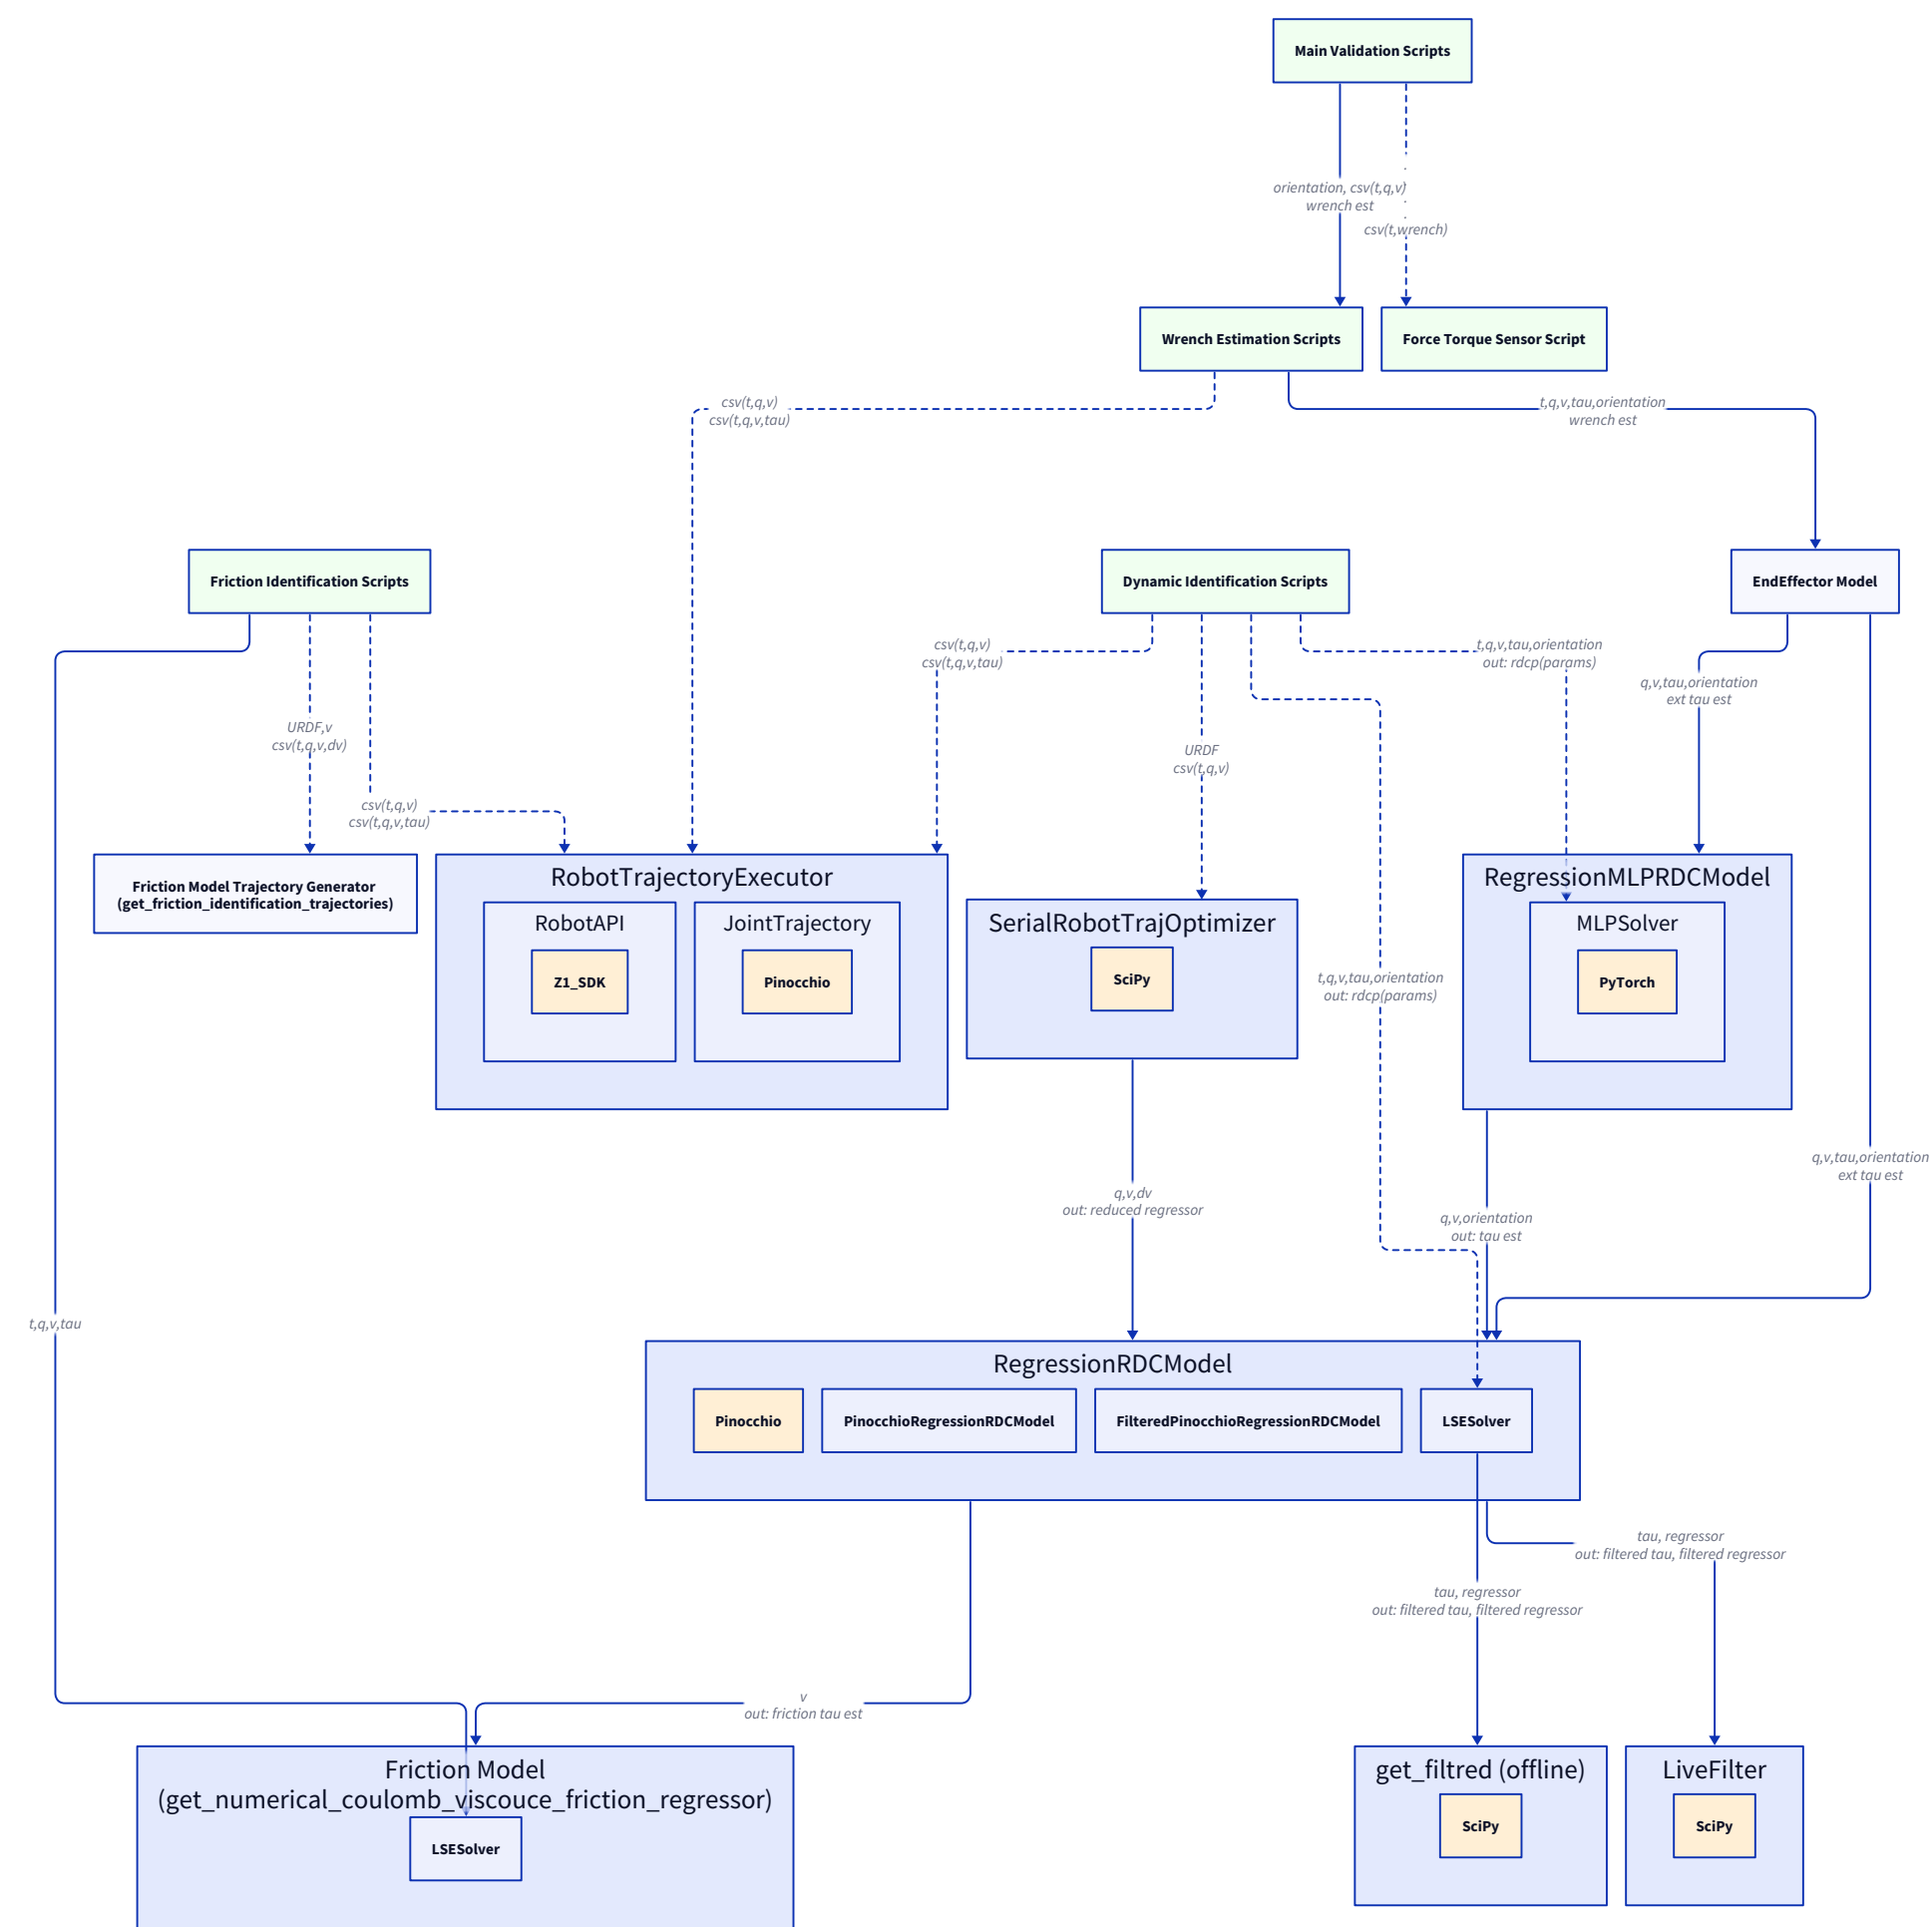 Main Validation Scripts
orientation, csv(t,q,v)
wrench est
csv(t,wrench)
Wrench Estimation Scripts
Force Torque Sensor Script
csv(t,q,v)
csv(t,q,v,tau)
t,q,v,tau,orientation
wrench est
Friction Identification Scripts
Dynamic Identification Scripts
EndEffector Model
csv(t,q,v)
csv(t,q,v,tau)
t,q,v,tau,orientation
out: rdcp(params)
q,v,tau,orientation
ext tau est
URDF,v
csv(t,q,v,dv)
URDF
csv(t,q,v)
csv(t,q,v)
csv(t,q,v,tau)
Friction Model Trajectory Generator
(get_friction_identification_trajectories)
RobotTrajectoryExecutor
RobotAPI
Z1_SDK
JointTrajectory
Pinocchio
SerialRobotTrajOptimizer
SciPy
t,q,v,tau,orientation
out: rdcp(params)
RegressionMLPRDCModel
MLPSolver
PyTorch
q,v,tau,orientation
ext tau est
q,v,dv
out: reduced regressor
q,v,orientation
out: tau est
t,q,v,tau
RegressionRDCModel
Pinocchio
PinocchioRegressionRDCModel
FilteredPinocchioRegressionRDCModel
LSESolver
tau, regressor
out: filtered tau, filtered regressor
tau, regressor
out: filtered tau, filtered regressor
v
out: friction tau est
Friction Model
(get_numerical_coulomb_viscouce_friction_regressor)
LSESolver
get_filtred (offline)
SciPy
LiveFilter
SciPy